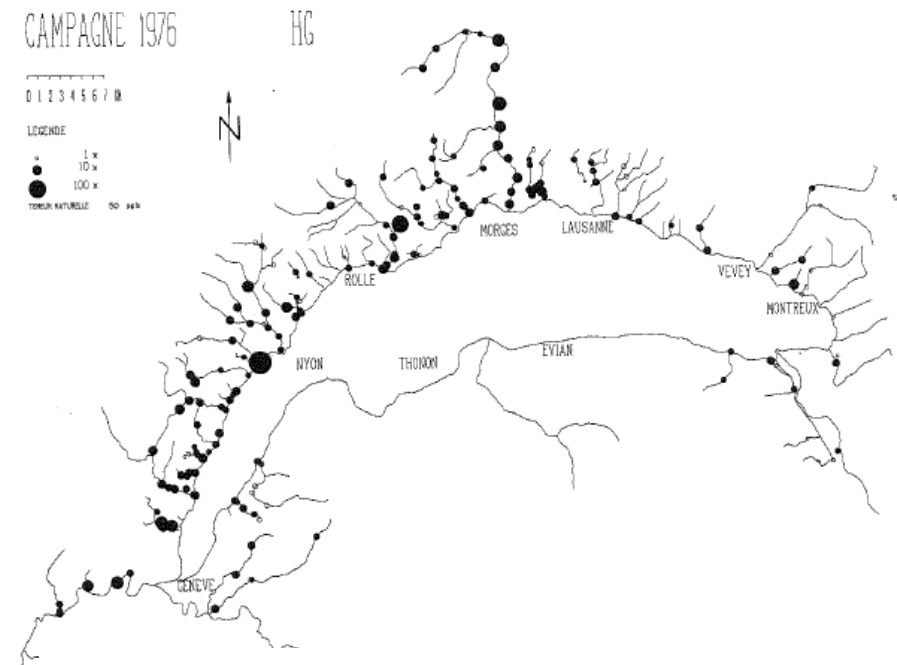 CAMPAGNE 1976 HG
0 1 2 3 4 5 6 7
LEGENDE
1 x
10 x
100 x
TENEUR NATURELLE 50 ppb
MORGES
LAUSANNE
ROLLE
VEVEY
MONTREUX
NYON
THONON
EVIAN
GENEVE